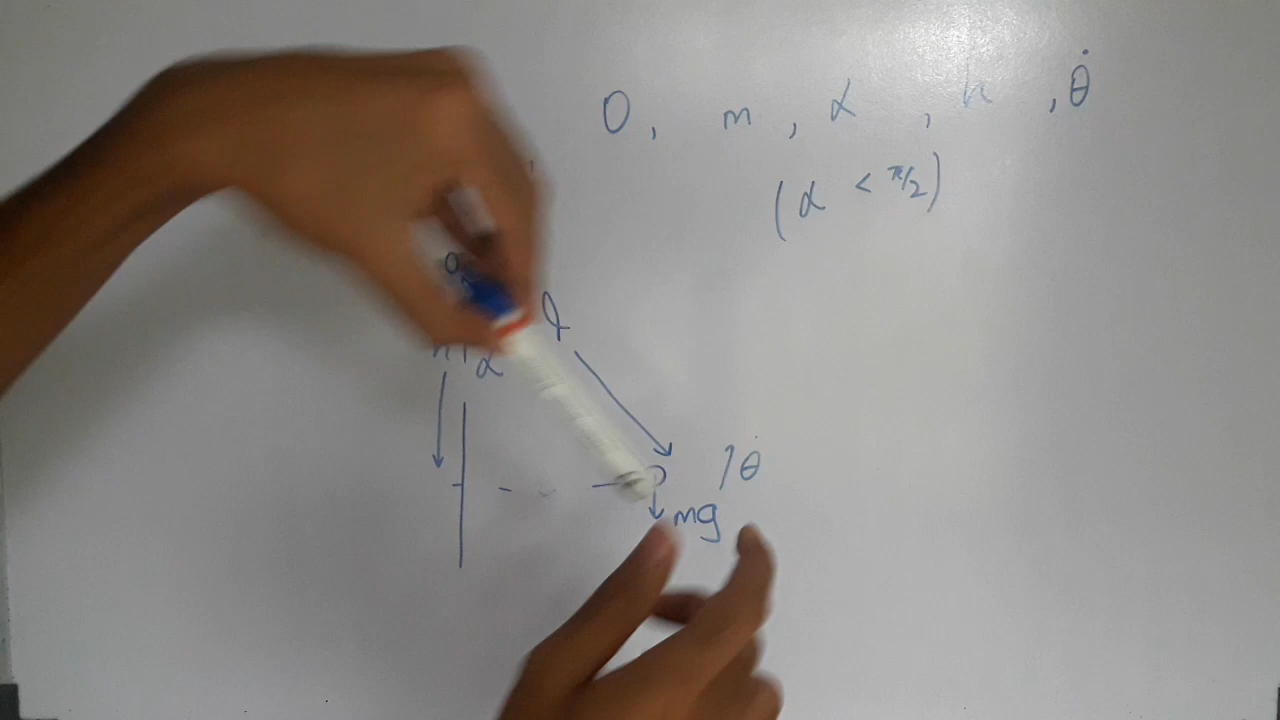 O, m, α, h, θ̇
(α < π/2)
l
α
θ̇
mg